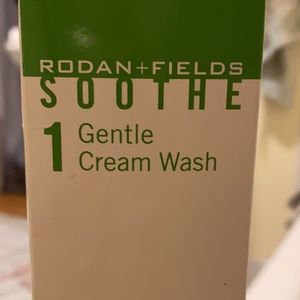 RODAN+FIELDS
SOOTHE
1 Gentle
Cream Wash